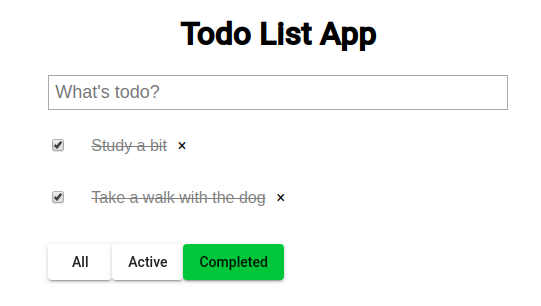 Todo List App
What's todo?
Study a bit ×
Take a walk with the dog ×
All Active Completed